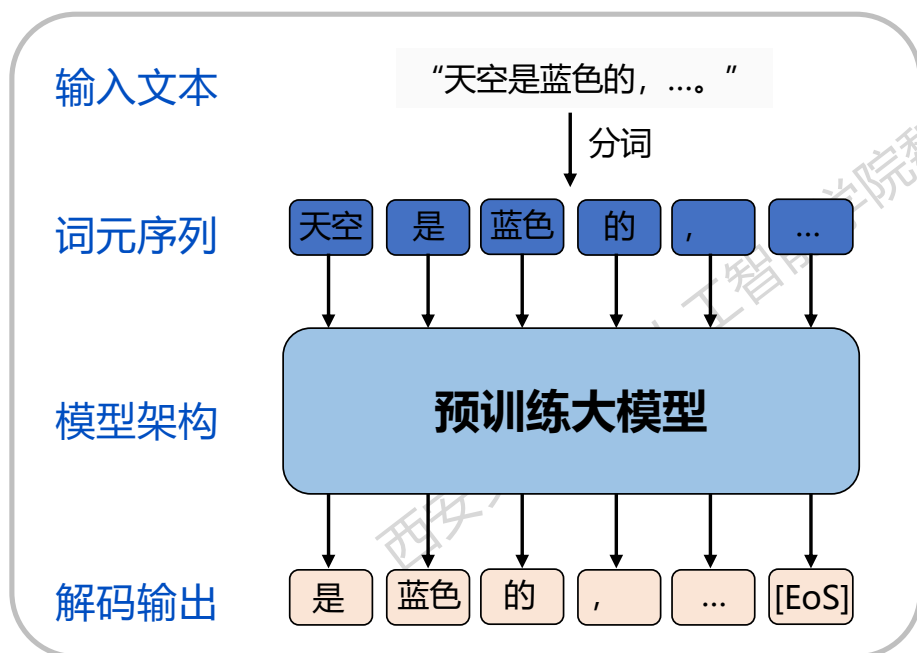 输入文本
“天空是蓝色的，…。”
分词
词元序列
天空 是 蓝色 的 ， …
模型架构
预训练大模型
解码输出
是 蓝色 的 ， … [EoS]